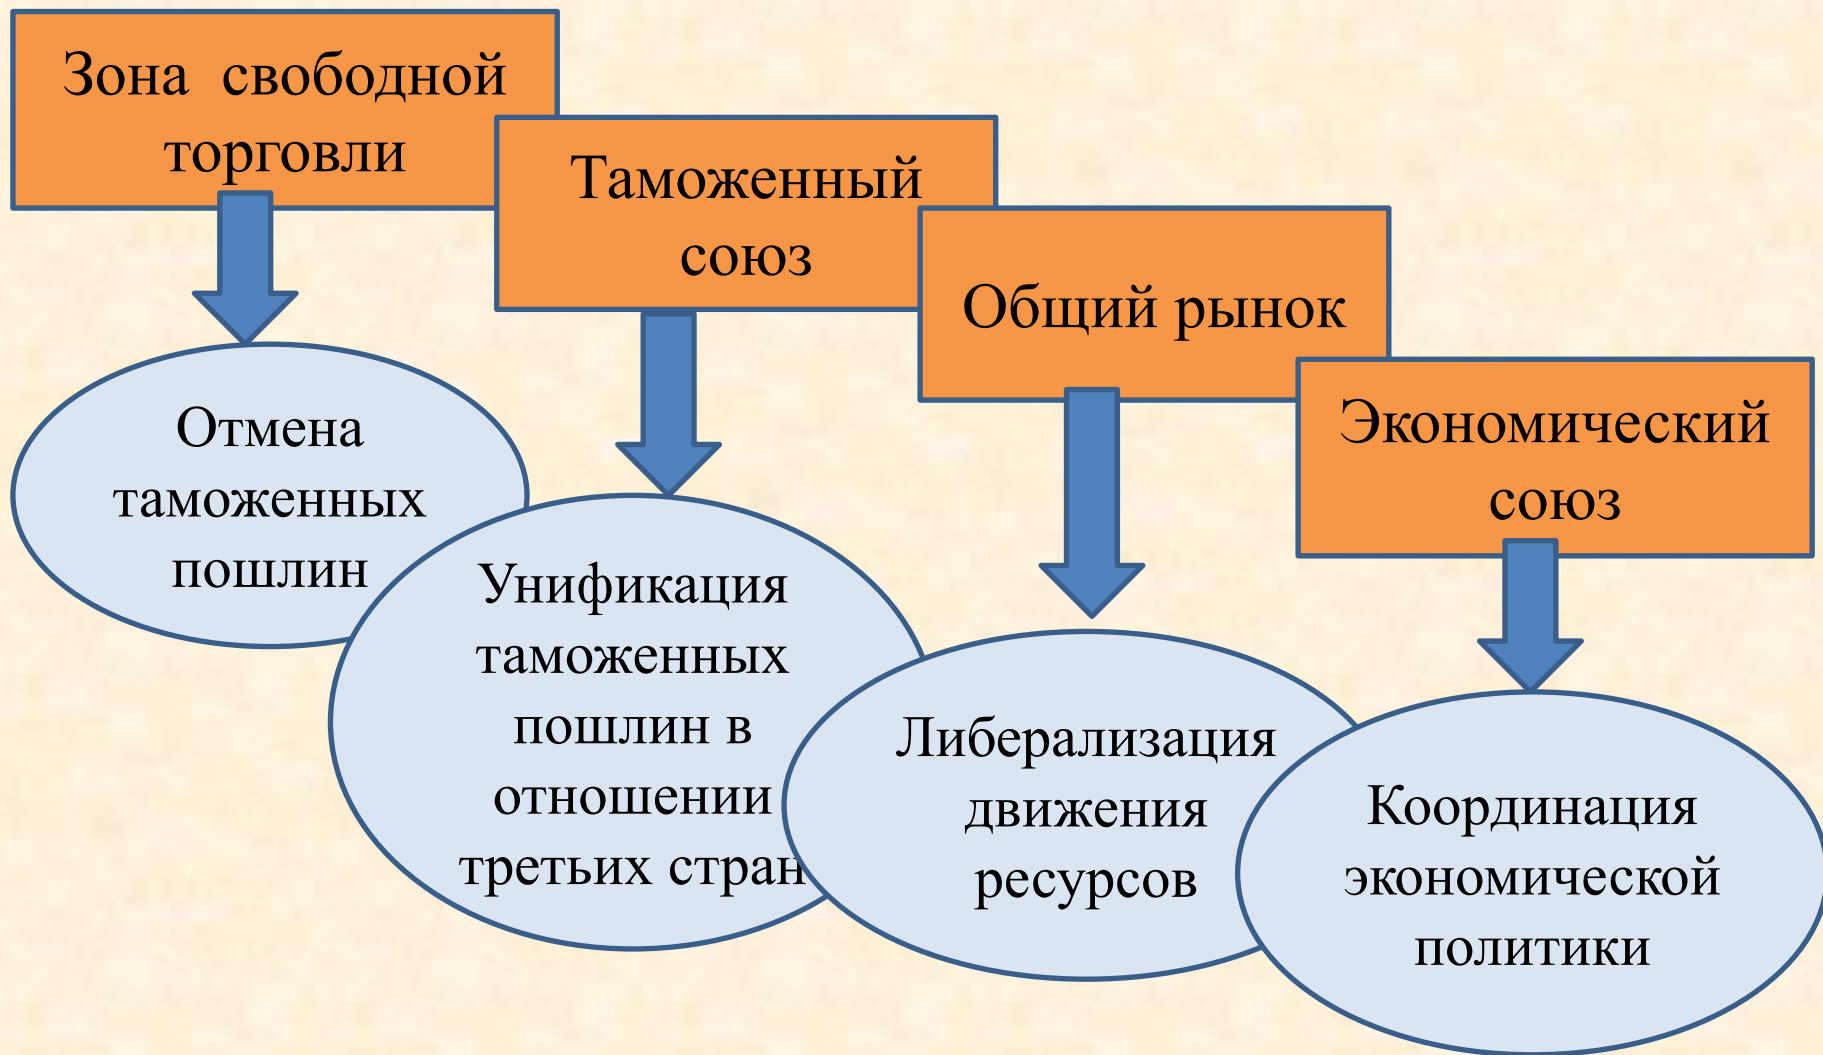 Зона свободной
торговли
Таможенный
союз
Общий рынок
Экономический
союз
Отмена
таможенных
пошлин
Унификация
таможенных
пошлин в
отношении
третьих стран
Либерализация
движения
ресурсов
Координация
экономической
политики